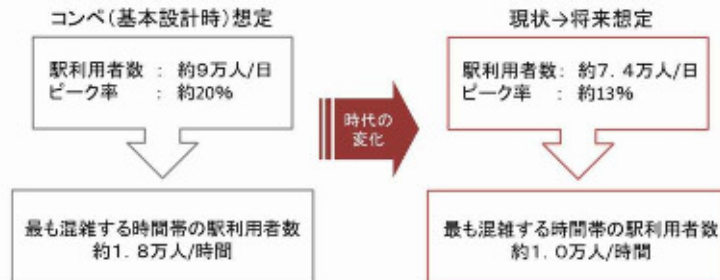 コンペ(基本設計時)想定
駅利用者数 : 約9万人/日
ピーク率 : 約20%
最も混雑する時間帯の駅利用者数
約1.8万人/時間
時代の
変化
現状→将来想定
駅利用者数: 約7.4万人/日
ピーク率 : 約13%
最も混雑する時間帯の駅利用者数
約1.0万人/時間